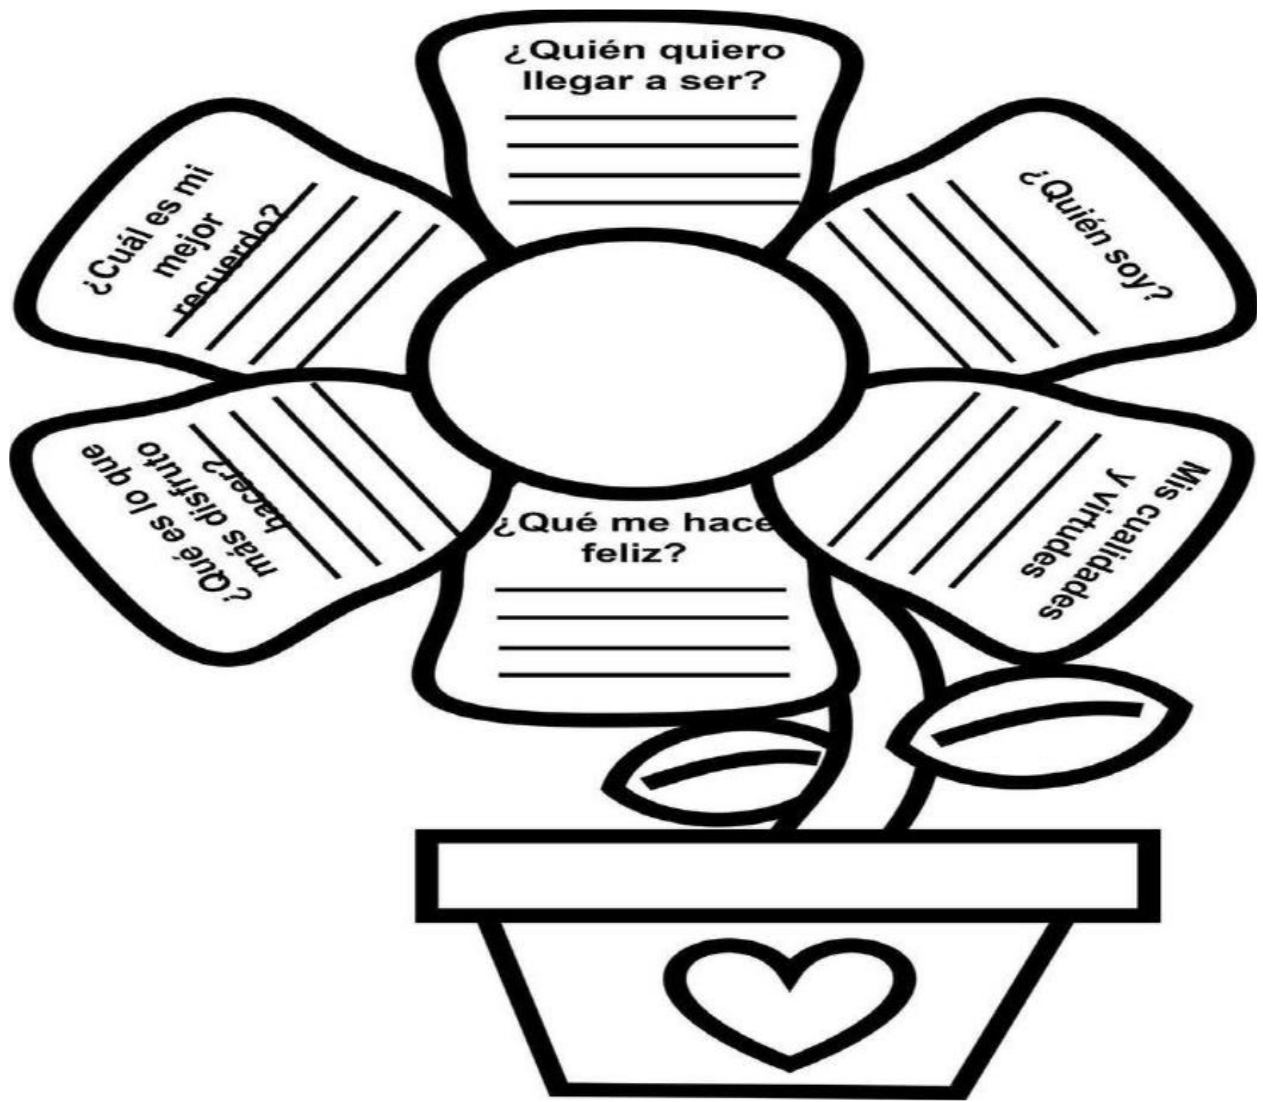 ¿Quién quiero
llegar a ser?
¿Quién soy?
Mis cualidades
y virtudes
¿Qué me hace
feliz?
¿Qué es lo que
más disfruto
hacer?
¿Cuál es mi
mejor
recuerdo?